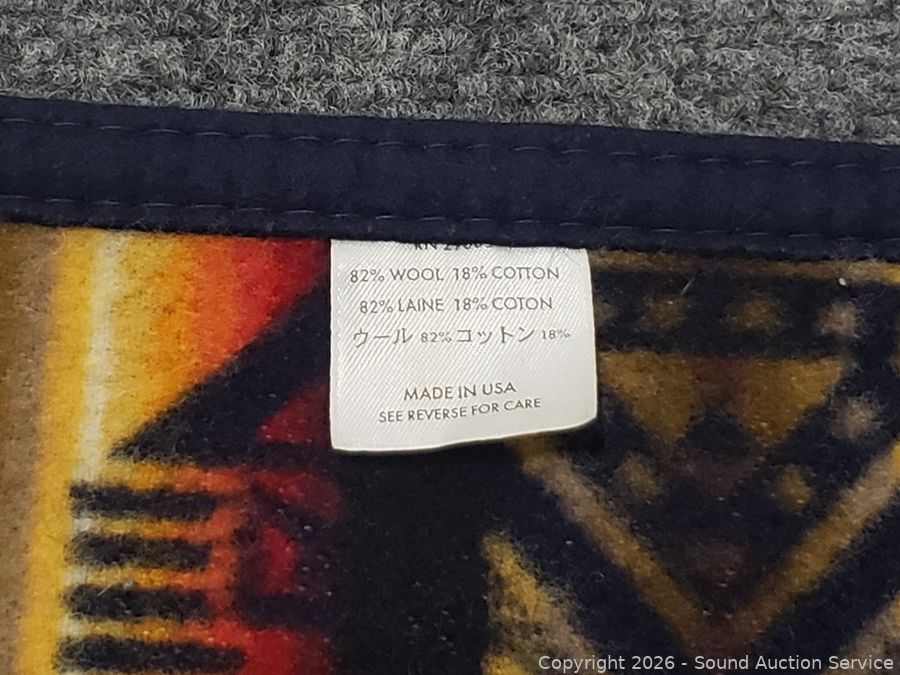 82% WOOL 18% COTTON
82% LAINE 18% COTON
ウール 82% コットン 18%
MADE IN USA
SEE REVERSE FOR CARE
Copyright 2026 - Sound Auction Service